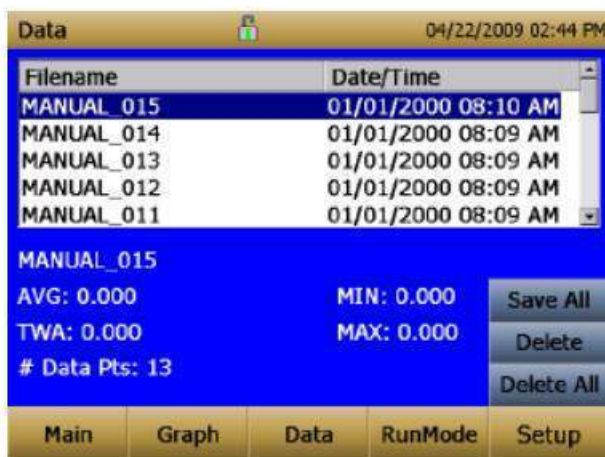 Data 04/22/2009 02:44 PM
Filename Date/Time
MANUAL_015 01/01/2000 08:10 AM
MANUAL_014 01/01/2000 08:09 AM
MANUAL_013 01/01/2000 08:09 AM
MANUAL_012 01/01/2000 08:09 AM
MANUAL_011 01/01/2000 08:09 AM
MANUAL_015
AVG: 0.000 MIN: 0.000 Save All
TWA: 0.000 MAX: 0.000 Delete
# Data Pts: 13 Delete All
Main Graph Data RunMode Setup